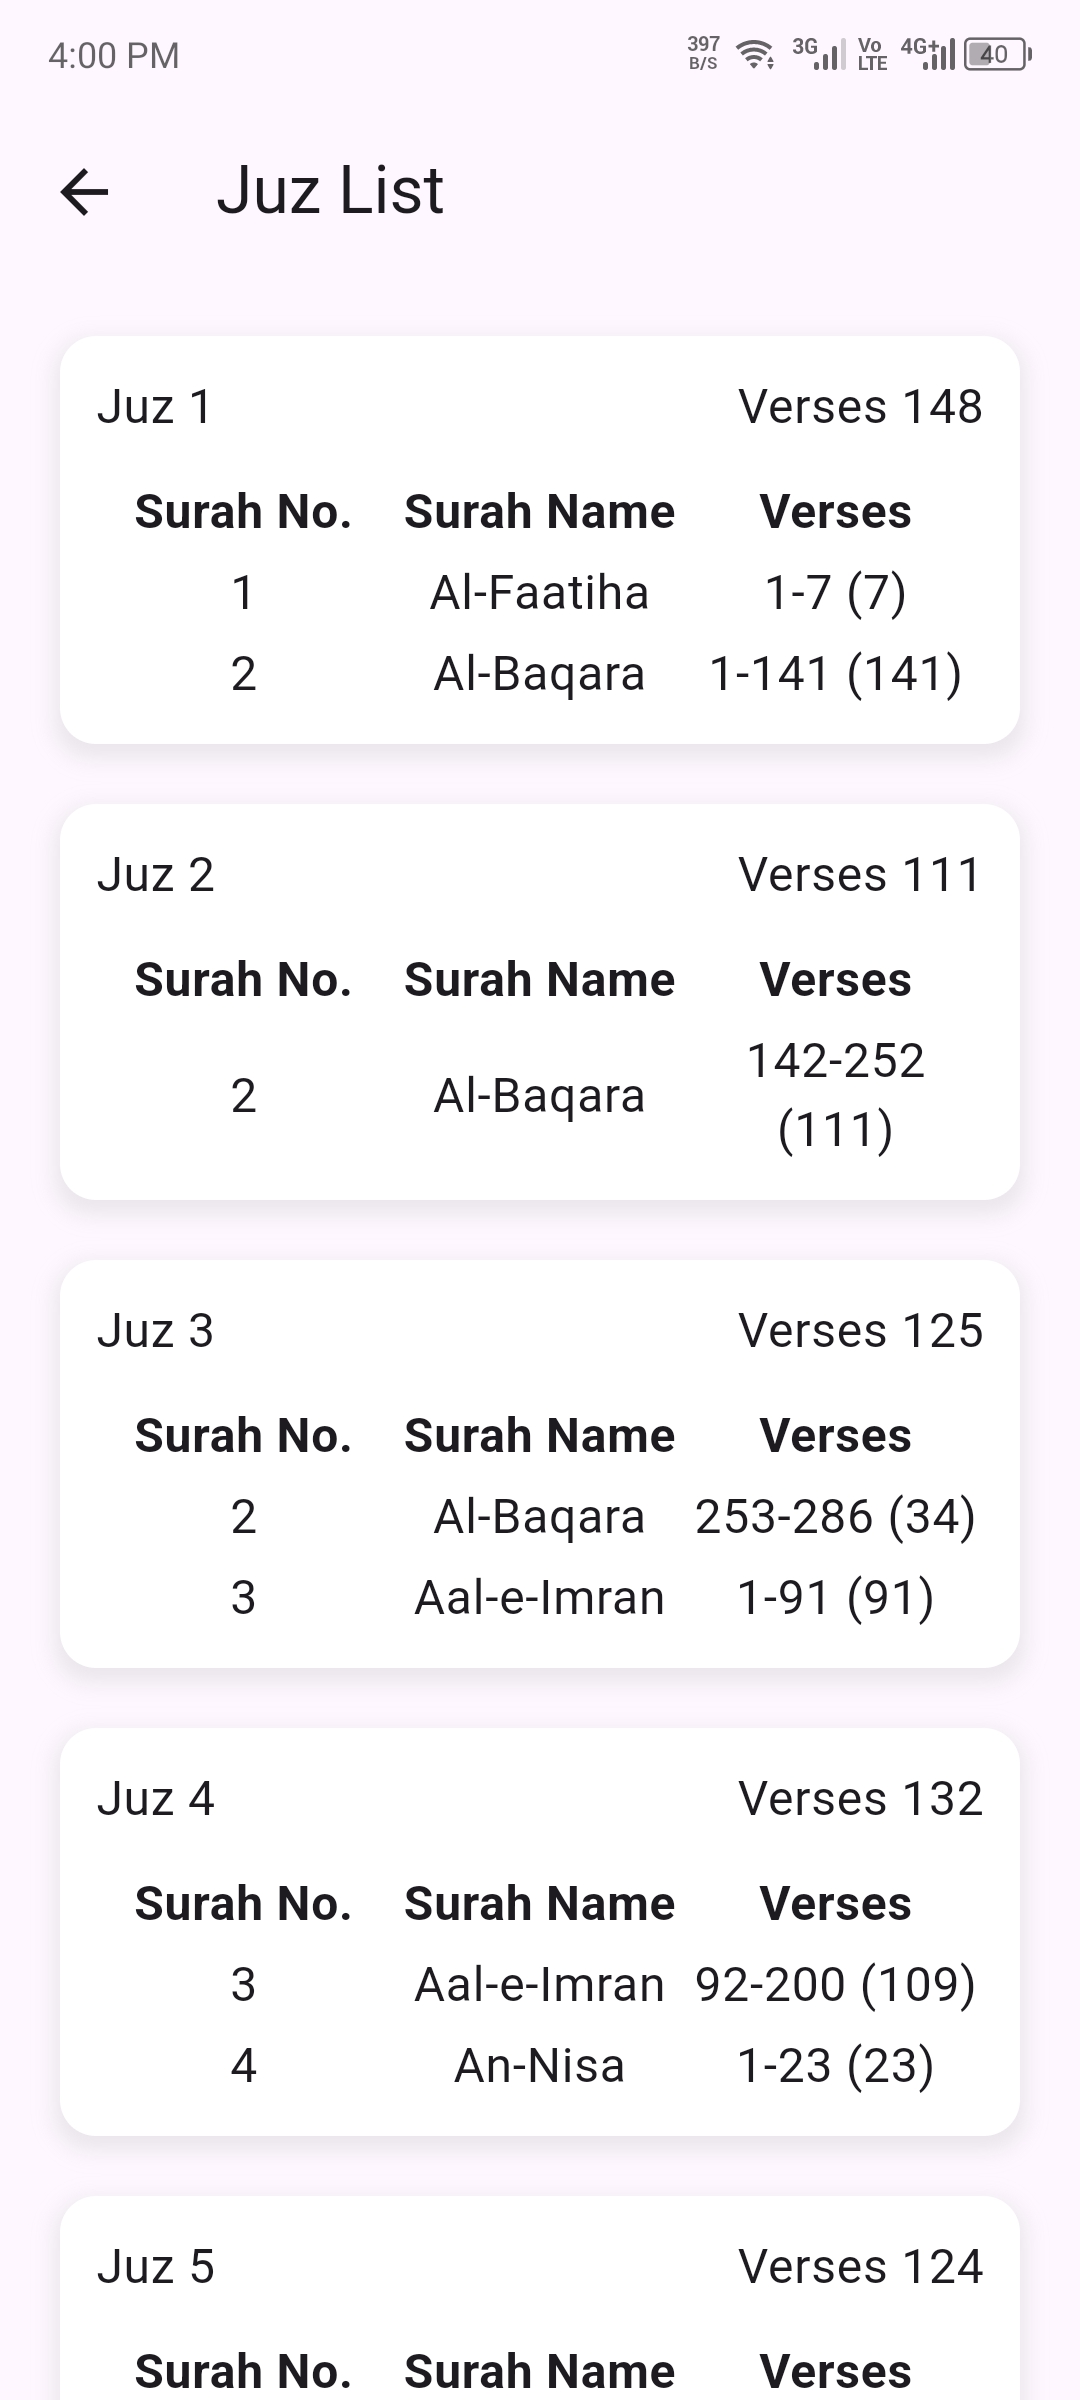 4:00 PM 397 B/S 3G Vo LTE 4G+ 40
Juz List
Juz 1 Verses 148
Surah No. Surah Name Verses
1 Al-Faatiha 1-7 (7)
2 Al-Baqara 1-141 (141)
Juz 2 Verses 111
Surah No. Surah Name Verses
2 Al-Baqara 142-252 (111)
Juz 3 Verses 125
Surah No. Surah Name Verses
2 Al-Baqara 253-286 (34)
3 Aal-e-Imran 1-91 (91)
Juz 4 Verses 132
Surah No. Surah Name Verses
3 Aal-e-Imran 92-200 (109)
4 An-Nisa 1-23 (23)
Juz 5 Verses 124
Surah No. Surah Name Verses